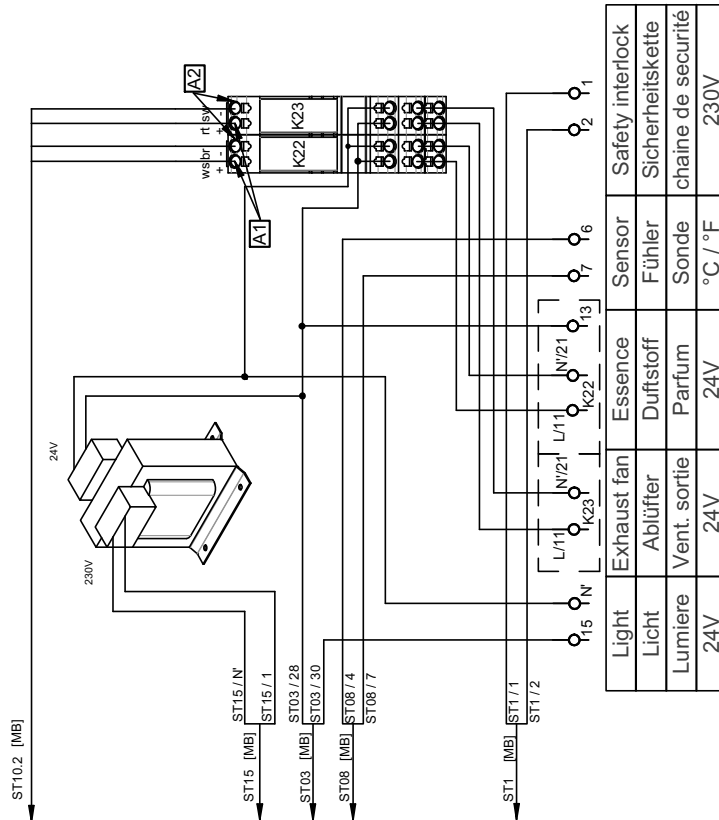 ST10.2 [MB]
ws br
rt sw
+ -
+ -
A2
A1
K22
K23
24V
230V
ST15 / N'
ST15 / 1
ST15 [MB]
ST03 / 28
ST03 / 30
ST03 [MB]
ST08 / 4
ST08 / 7
ST08 [MB]
ST1 / 1
ST1 / 2
ST1 [MB]
15
N'
L/11
K23
N'/21
L/11
K22
N'/21
13
7
6
2
1
Light
Exhaust fan
Essence
Sensor
Safety interlock
Licht
Ablüfter
Duftstoff
Fühler
Sicherheitskette
Lumiere
Vent. sortie
Parfum
Sonde
chaine de securité
24V
24V
24V
°C / °F
230V